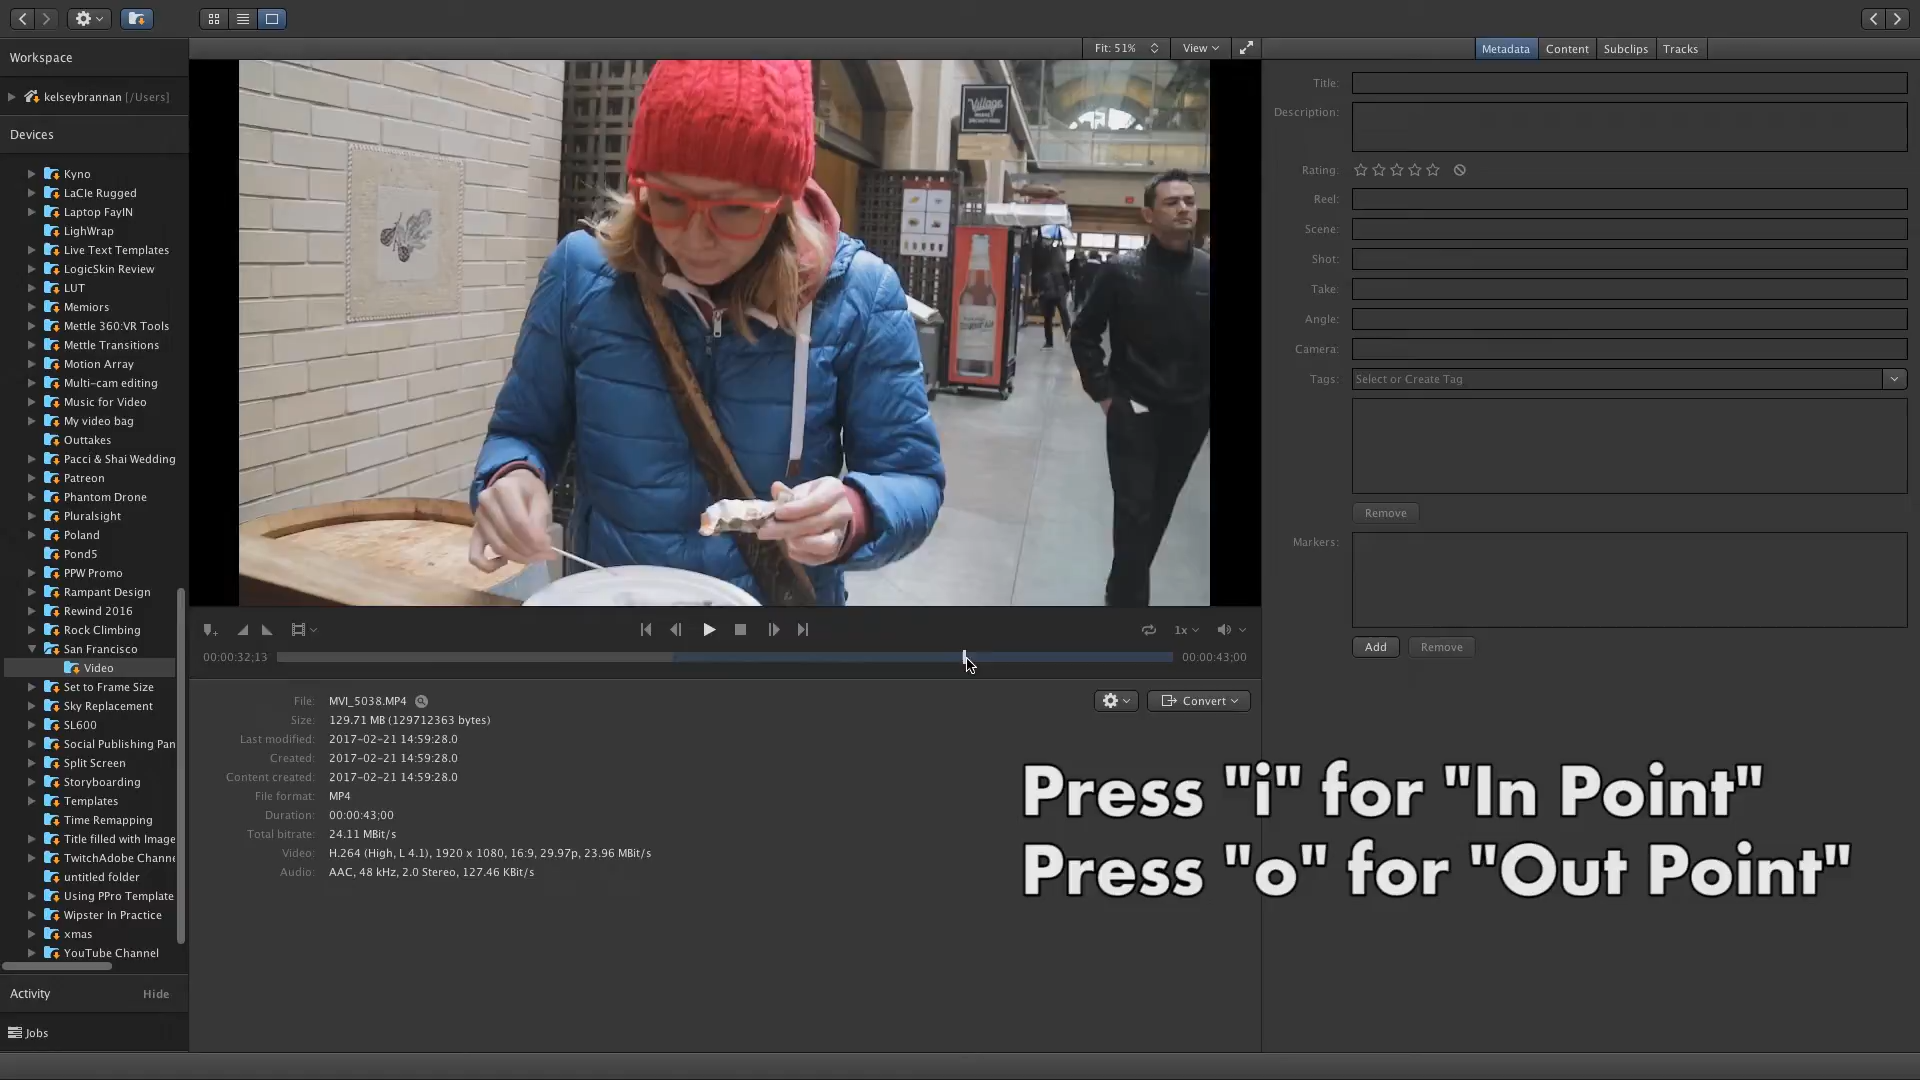 Fit: 51%
View
Metadata
Content
Subclips
Tracks
Workspace
kelseybrannan [/Users]
Devices
Kyno
LaCIe Rugged
Laptop FayIN
LighWrap
Live Text Templates
LogicSkin Review
LUT
Memiors
Mettle 360:VR Tools
Mettle Transitions
Motion Array
Multi-cam editing
Music for Video
My video bag
Outtakes
Pacci & Shai Wedding
Patreon
Phantom Drone
Pluralsight
Poland
Pond5
PPW Promo
Rampant Design
Rewind 2016
Rock Climbing
San Francisco
Video
Set to Frame Size
Sky Replacement
SL600
Social Publishing Pan
Split Screen
Storyboarding
Templates
Time Remapping
Title filled with Image
TwitchAdobe Channe
untitled folder
Using PPro Template
Wipster In Practice
xmas
YouTube Channel
Activity
Hide
Jobs
Village
MARKET
1x
00:00:32;13
00:00:43;00
File: MVI_5038.MP4
Size: 129.71 MB (129712363 bytes)
Last modified: 2017-02-21 14:59:28.0
Created: 2017-02-21 14:59:28.0
Content created: 2017-02-21 14:59:28.0
File format: MP4
Duration: 00:00:43;00
Total bitrate: 24.11 MBit/s
Video: H.264 (High, L 4.1), 1920 x 1080, 16:9, 29.97p, 23.96 MBit/s
Audio: AAC, 48 kHz, 2.0 Stereo, 127.46 KBit/s
Convert
Title:
Description:
Rating:
Reel:
Scene:
Shot:
Take:
Angle:
Camera:
Tags: Select or Create Tag
Remove
Markers:
Add
Remove
Press "i" for "In Point"
Press "o" for "Out Point"